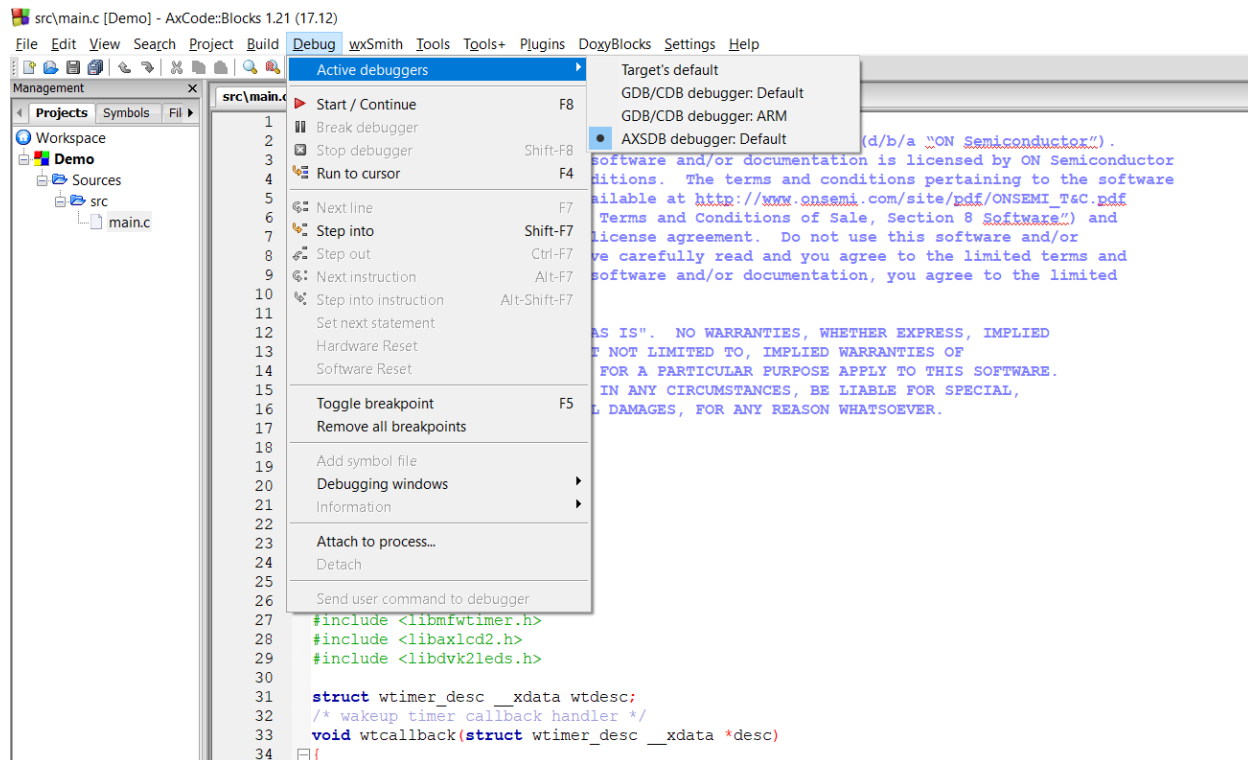 src\main.c [Demo] - AxCode::Blocks 1.21 (17.12)
File Edit View Search Project Build Debug wxSmith Tools Tools+ Plugins DoxyBlocks Settings Help
Management
Projects Symbols Fil
Workspace
Demo
Sources
src
main.c
Active debuggers
Start / Continue F8
Break debugger
Stop debugger Shift-F8
Run to cursor F4
Next line F7
Step into Shift-F7
Step out Ctrl-F7
Next instruction Alt-F7
Step into instruction Alt-Shift-F7
Set next statement
Hardware Reset
Software Reset
Toggle breakpoint F5
Remove all breakpoints
Add symbol file
Debugging windows
Information
Attach to process...
Detach
Send user command to debugger
Target's default
GDB/CDB debugger: Default
GDB/CDB debugger: ARM
AXSDB debugger: Default
src\main.c
1
2 (d/b/a “ON Semiconductor”).
3 software and/or documentation is licensed by ON Semiconductor
4 ditions. The terms and conditions pertaining to the software
5 ailable at http://www.onsemi.com/site/pdf/ONSEMI_T&C.pdf
6 Terms and Conditions of Sale, Section 8 Software”) and
7 license agreement. Do not use this software and/or
8 ve carefully read and you agree to the limited terms and
9 software and/or documentation, you agree to the limited
10
11
12 AS IS". NO WARRANTIES, WHETHER EXPRESS, IMPLIED
13 T NOT LIMITED TO, IMPLIED WARRANTIES OF
14 FOR A PARTICULAR PURPOSE APPLY TO THIS SOFTWARE.
15 IN ANY CIRCUMSTANCES, BE LIABLE FOR SPECIAL,
16 L DAMAGES, FOR ANY REASON WHATSOEVER.
17
18
19
20
21
22
23
24
25
26
27 #include <libmfwtimer.h>
28 #include <libaxlcd2.h>
29 #include <libdvk2leds.h>
30
31 struct wtimer_desc __xdata wtdesc;
32 /* wakeup timer callback handler */
33 void wtcallback(struct wtimer_desc __xdata *desc)
34 {